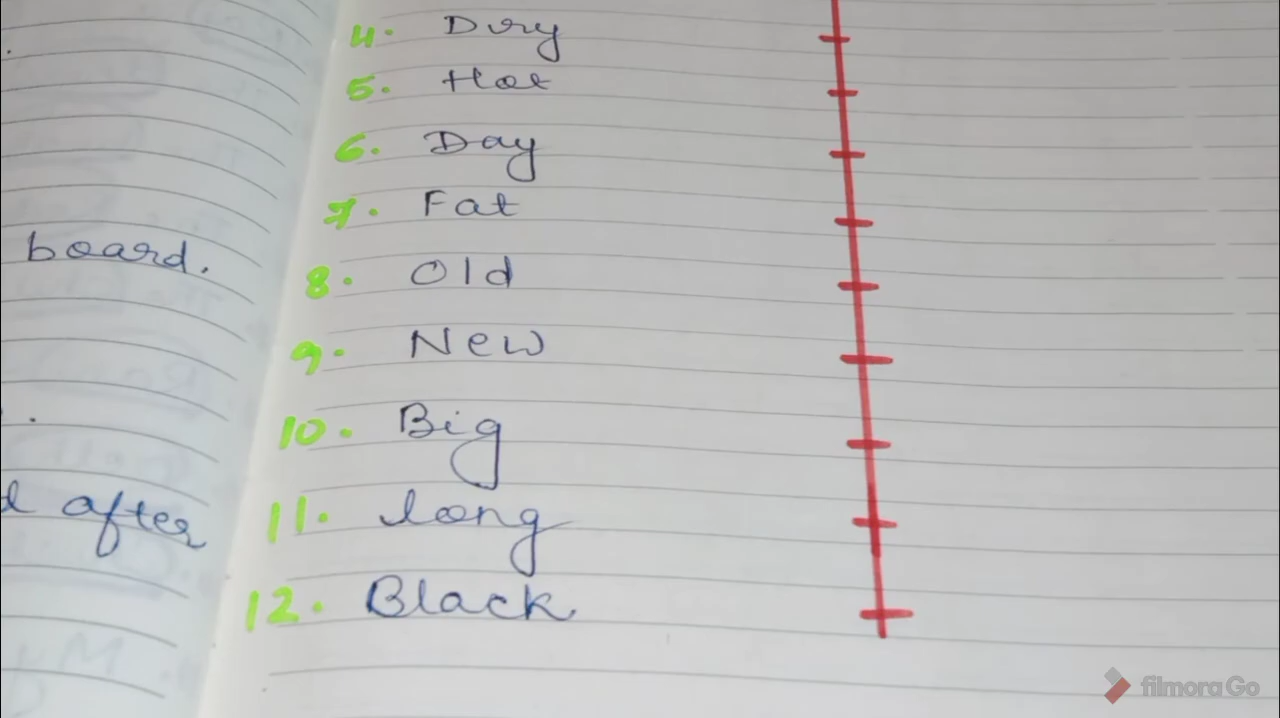 4. Dry
5. Hot
6. Day
7. Fat
8. Old
9. New
10. Big
11. long
12. Black
board.
after
filmoraGo